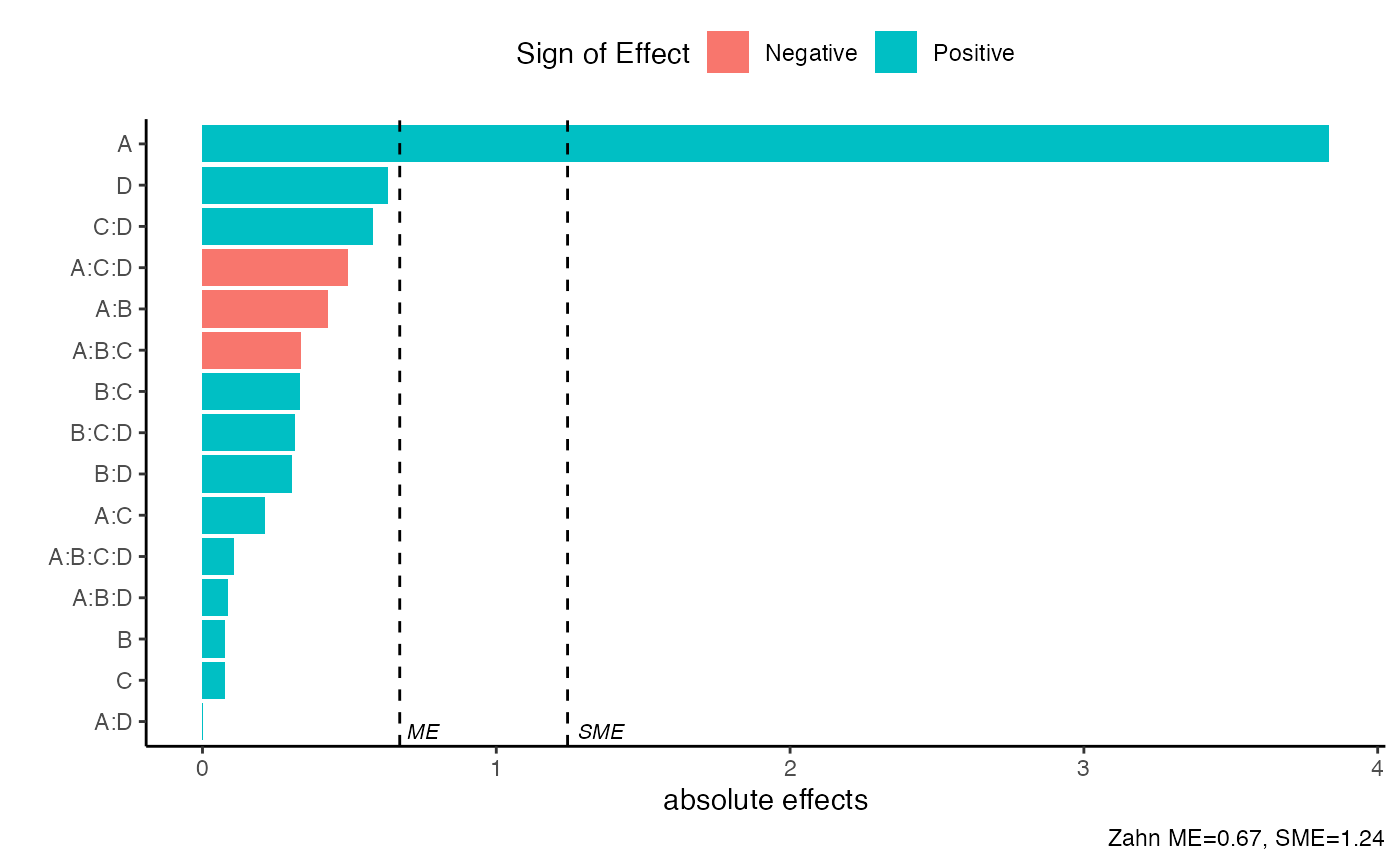 Sign of Effect Negative Positive
A
D
C:D
A:C:D
A:B
A:B:C
B:C
B:C:D
B:D
A:C
A:B:C:D
A:B:D
B
C
A:D
ME SME
0 1 2 3 4
absolute effects
Zahn ME=0.67, SME=1.24